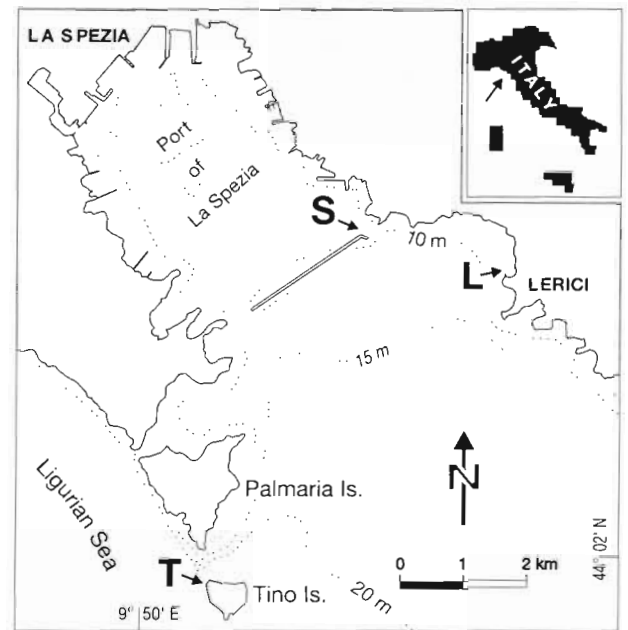 LA SPEZIA
ITALY
Port
of
La Spezia
S
10 m
L
LERICI
15 m
Ligurian Sea
N
Palmaria Is.
0 1 2 km
44° 02' N
T
Tino Is.
20 m
9° 50' E